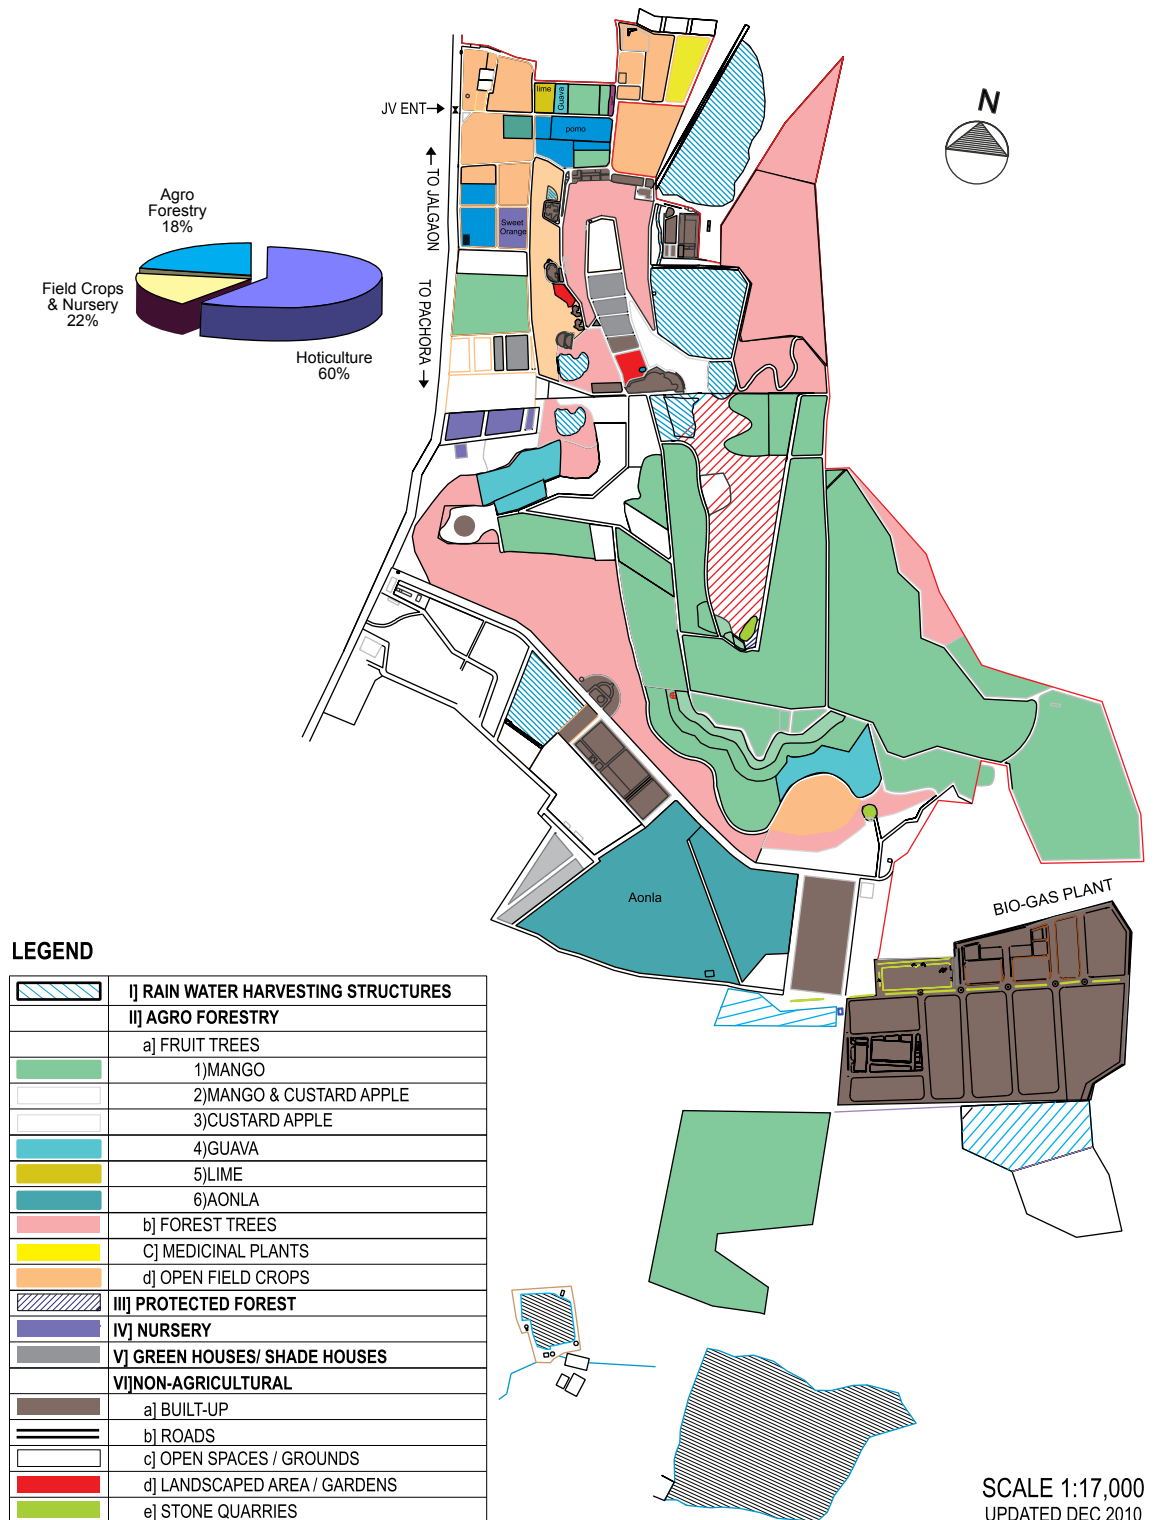 N
JV ENT
TO JALGAON
TO PACHORA
lime
Guava
pomo
Sweet
Orange
Agro
Forestry
18%
Field Crops
& Nursery
22%
Hoticulture
60%
Aonla
BIO-GAS PLANT
LEGEND
I] RAIN WATER HARVESTING STRUCTURES
II] AGRO FORESTRY
a] FRUIT TREES
1)MANGO
2)MANGO & CUSTARD APPLE
3)CUSTARD APPLE
4)GUAVA
5)LIME
6)AONLA
b] FOREST TREES
C] MEDICINAL PLANTS
d] OPEN FIELD CROPS
III] PROTECTED FOREST
IV] NURSERY
V] GREEN HOUSES/ SHADE HOUSES
VI]NON-AGRICULTURAL
a] BUILT-UP
b] ROADS
c] OPEN SPACES / GROUNDS
d] LANDSCAPED AREA / GARDENS
e] STONE QUARRIES
SCALE 1:17,000
UPDATED DEC 2010